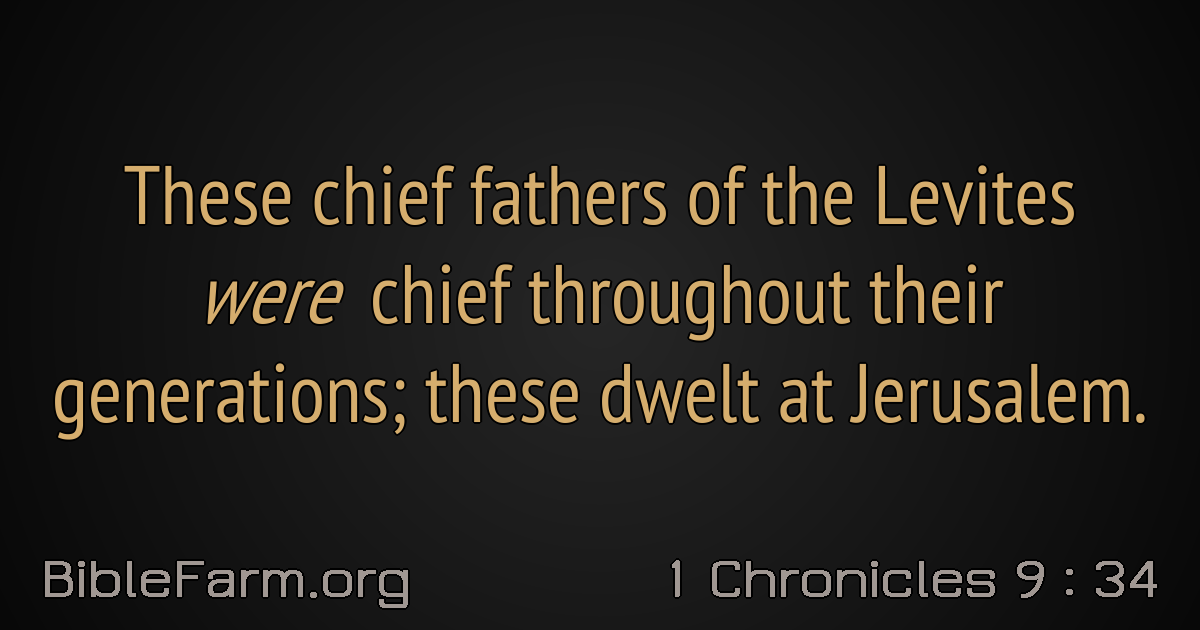 These chief fathers of the Levites
were chief throughout their
generations; these dwelt at Jerusalem.
BibleFarm.org
1 Chronicles 9 : 34